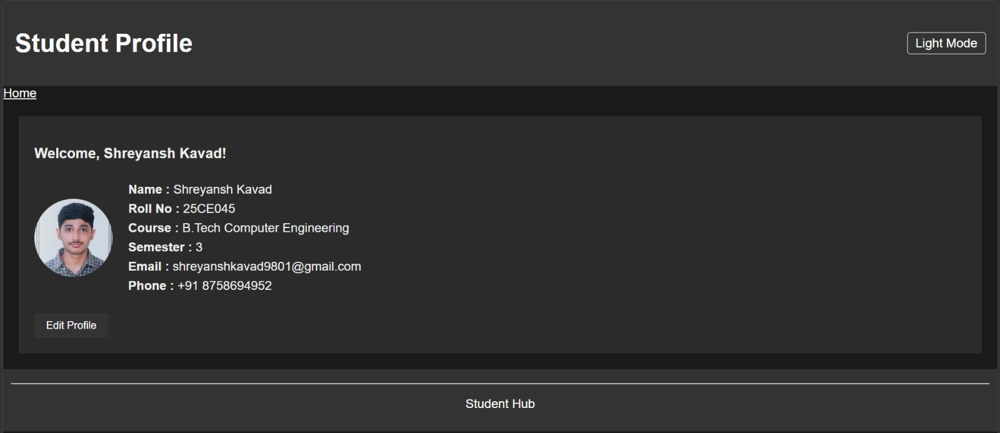 Student Profile
Light Mode
Home
Welcome, Shreyansh Kavad!
Name : Shreyansh Kavad
Roll No : 25CE045
Course : B.Tech Computer Engineering
Semester : 3
Email : shreyanshkavad9801@gmail.com
Phone : +91 8758694952
Edit Profile
Student Hub